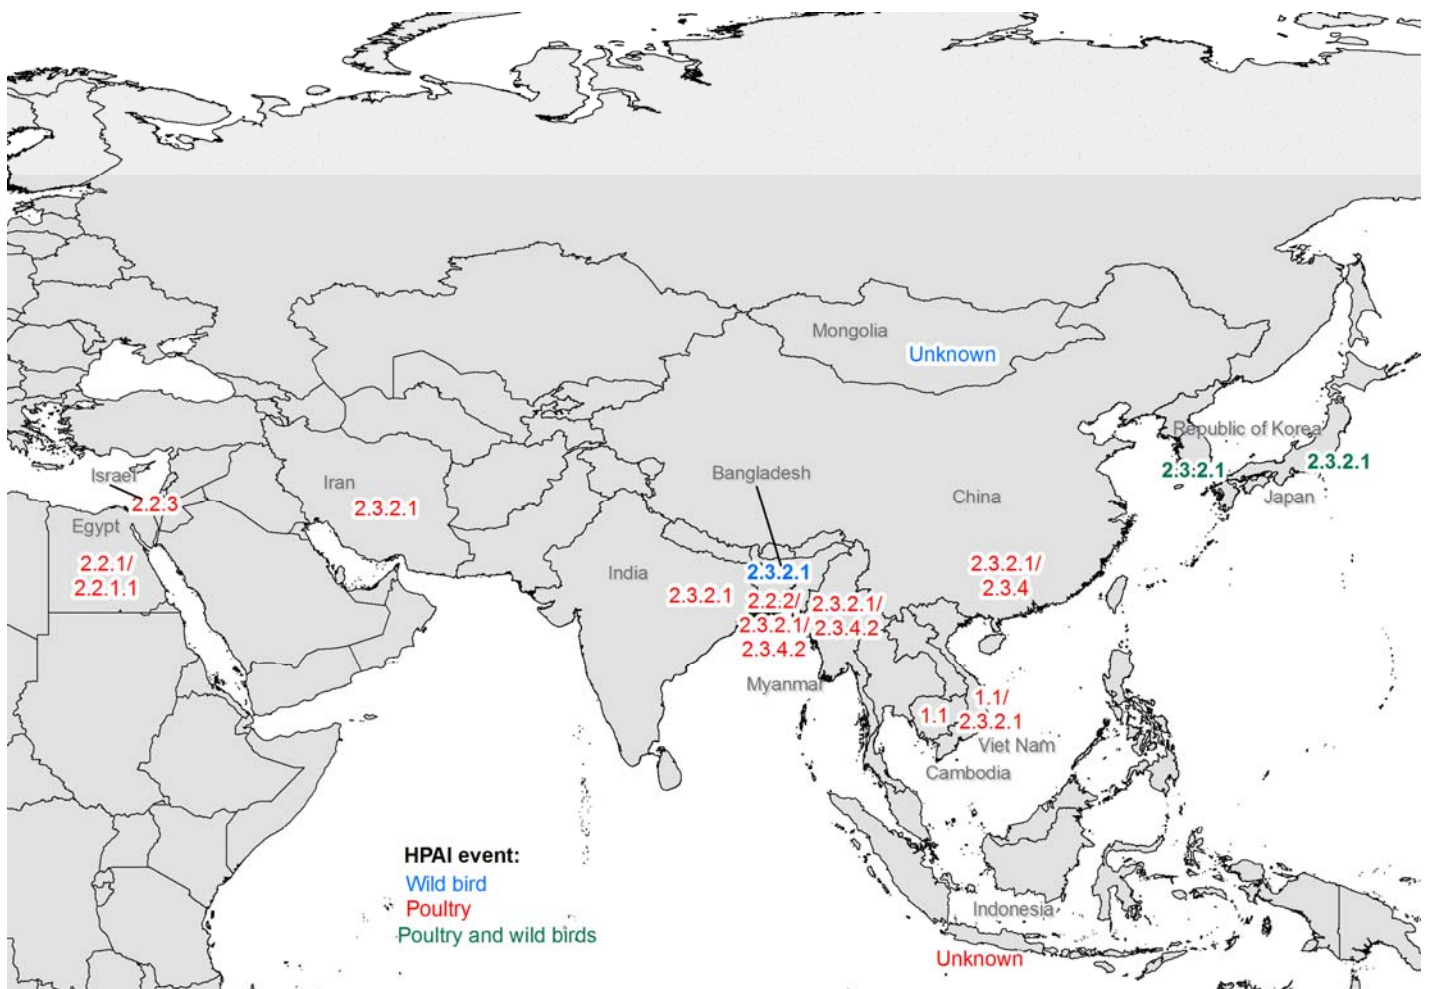 Mongolia
Unknown
Republic of Korea
2.3.2.1
2.3.2.1
Japan
Israel
2.2.3
Iran
2.3.2.1
Bangladesh
China
Egypt
2.2.1/
2.2.1.1
India
2.3.2.1
2.3.2.1
2.2.2/
2.3.2.1/
2.3.4.2
2.3.2.1/
2.3.4.2
2.3.2.1/
2.3.4
Myanmar
1.1
1.1/
2.3.2.1
Viet Nam
Cambodia
HPAI event:
Wild bird
Poultry
Poultry and wild birds
Indonesia
Unknown